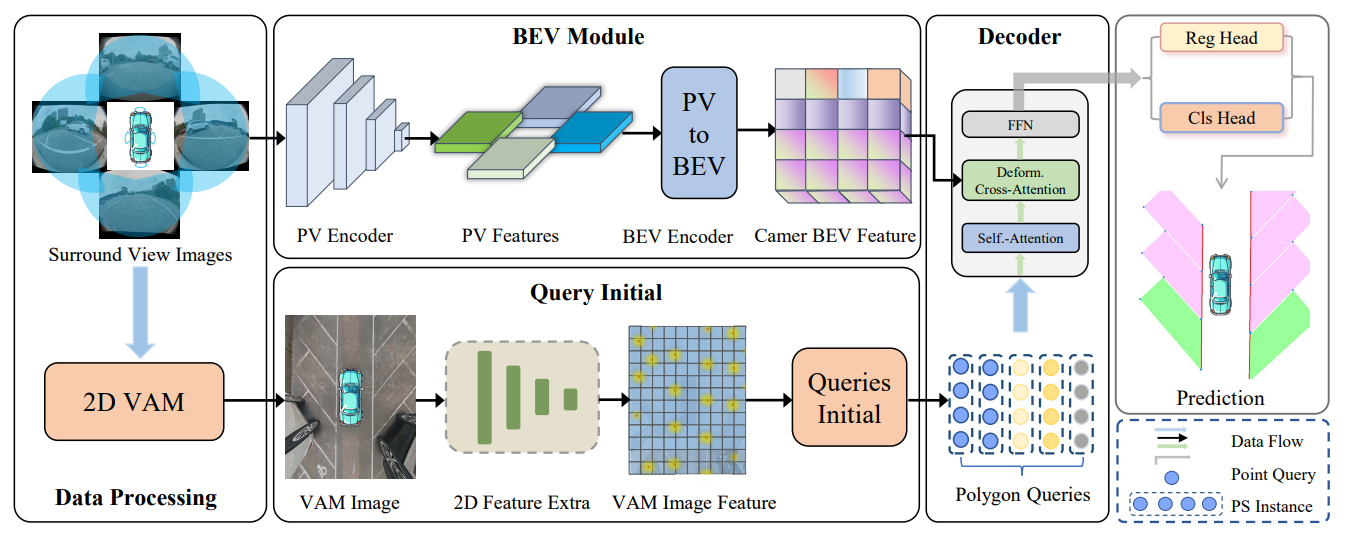 Surround View Images
2D VAM
Data Processing
BEV Module
PV Encoder
PV Features
PV
to
BEV
BEV Encoder
Camer BEV Feature
Query Initial
VAM Image
2D Feature Extra
VAM Image Feature
Queries
Initial
Decoder
FFN
Deform.
Cross-Attention
Self.-Attention
Polygon Queries
Reg Head
Cls Head
Prediction
Data Flow
Point Query
PS Instance